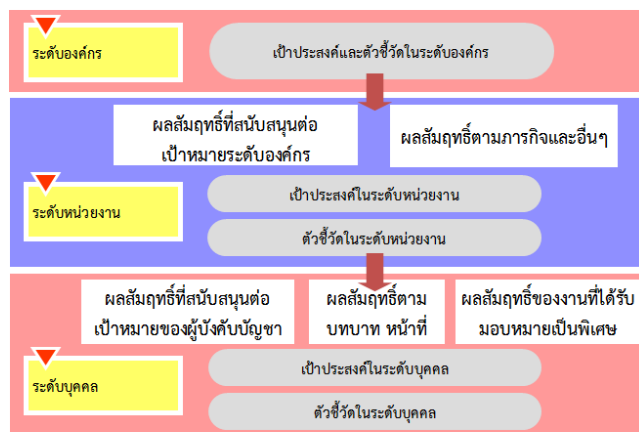 ระดับองค์กร
เป้าประสงค์และตัวชี้วัดในระดับองค์กร
ผลสัมฤทธิ์ที่สนับสนุนต่อ
เป้าหมายระดับองค์กร
ผลสัมฤทธิ์ตามภารกิจและอื่นๆ
ระดับหน่วยงาน
เป้าประสงค์ในระดับหน่วยงาน
ตัวชี้วัดในระดับหน่วยงาน
ผลสัมฤทธิ์ที่สนับสนุนต่อ
เป้าหมายของผู้บังคับบัญชา
ผลสัมฤทธิ์ตาม
บทบาท หน้าที่
ผลสัมฤทธิ์ของงานที่ได้รับ
มอบหมายเป็นพิเศษ
ระดับบุคคล
เป้าประสงค์ในระดับบุคคล
ตัวชี้วัดในระดับบุคคล